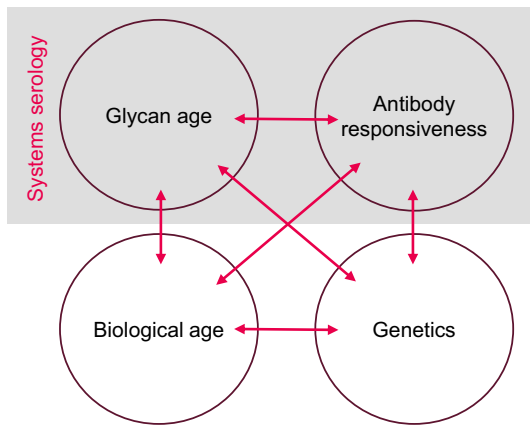 Systems serology
Glycan age
Antibody
responsiveness
Biological age
Genetics